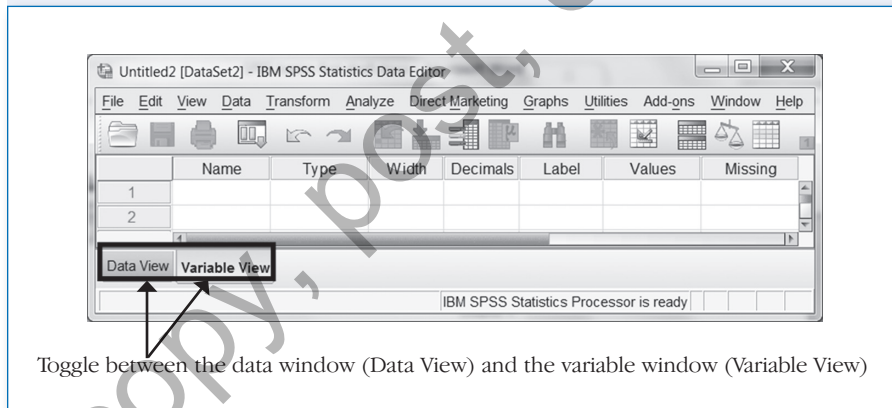 Untitled2 [DataSet2] - IBM SPSS Statistics Data Editor
File Edit View Data Transform Analyze Direct Marketing Graphs Utilities Add-ons Window Help
Name Type Width Decimals Label Values Missing
1
2
Data View Variable View
IBM SPSS Statistics Processor is ready
Toggle between the data window (Data View) and the variable window (Variable View)
copy, post,